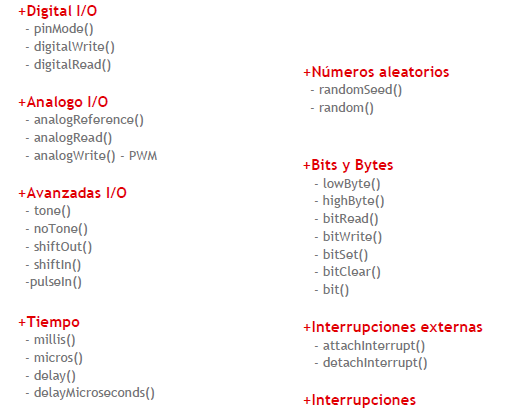 +Digital I/O
- pinMode()
- digitalWrite()
- digitalRead()
+Analogo I/O
- analogReference()
- analogRead()
- analogWrite() - PWM
+Avanzadas I/O
- tone()
- noTone()
- shiftOut()
- shiftIn()
-pulseIn()
+Tiempo
- millis()
- micros()
- delay()
- delayMicroseconds()
+Números aleatorios
- randomSeed()
- random()
+Bits y Bytes
- lowByte()
- highByte()
- bitRead()
- bitWrite()
- bitSet()
- bitClear()
- bit()
+Interrupciones externas
- attachInterrupt()
- detachInterrupt()
+Interrupciones